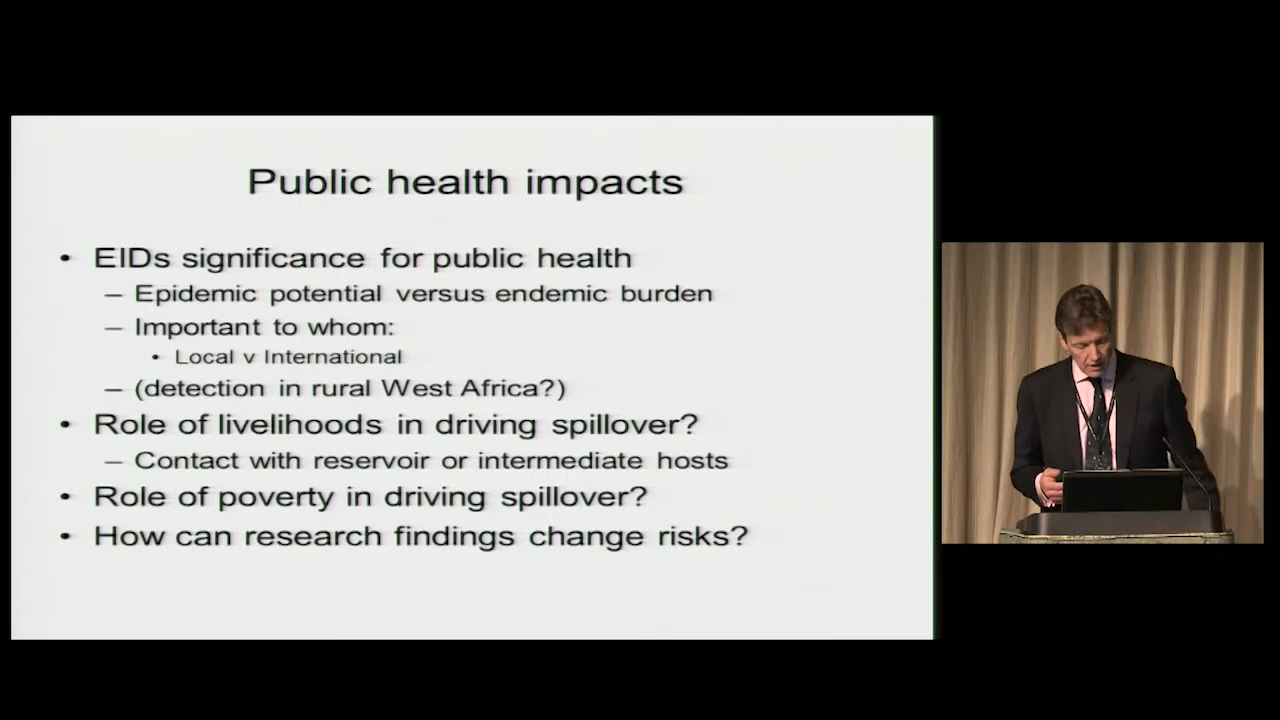 Public health impacts
• EIDs significance for public health
– Epidemic potential versus endemic burden
– Important to whom:
• Local v International
– (detection in rural West Africa?)
• Role of livelihoods in driving spillover?
– Contact with reservoir or intermediate hosts
• Role of poverty in driving spillover?
• How can research findings change risks?